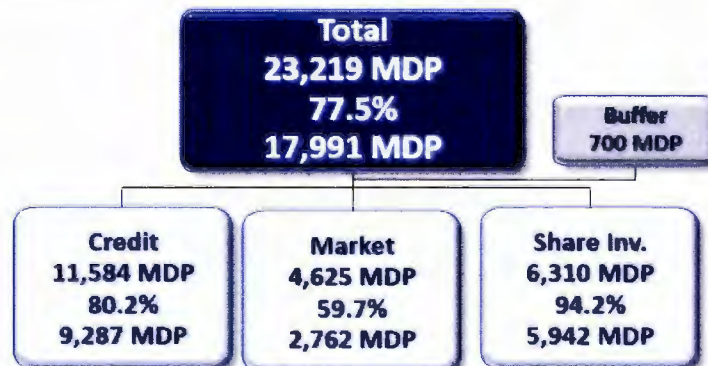 Total
23,219 MDP
77.5%
17,991 MDP
Buffer
700 MDP
Credit
11,584 MDP
80.2%
9,287 MDP
Market
4,625 MDP
59.7%
2,762 MDP
Share Inv.
6,310 MDP
94.2%
5,942 MDP